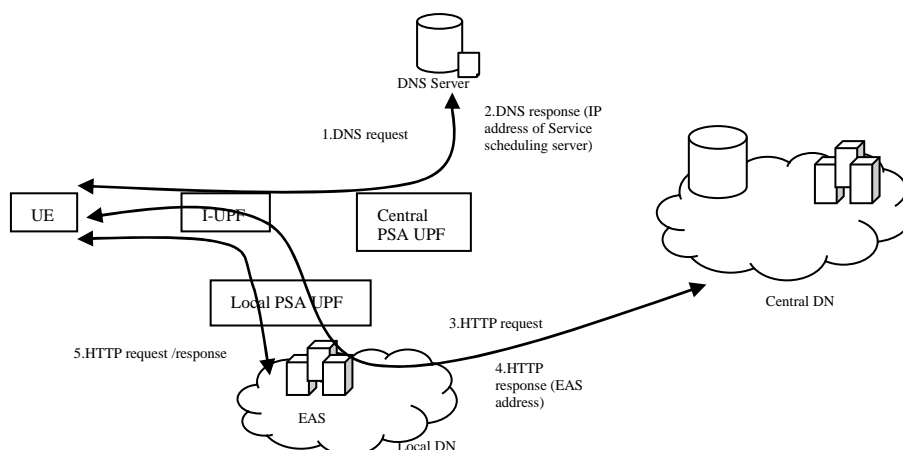 DNS Server
2.DNS response (IP
address of Service
scheduling server)
1.DNS request
UE
I-UPF
Central
PSA UPF
Central DN
Local PSA UPF
3.HTTP request
5.HTTP request /response
4.HTTP
response (EAS
address)
EAS
Local DN